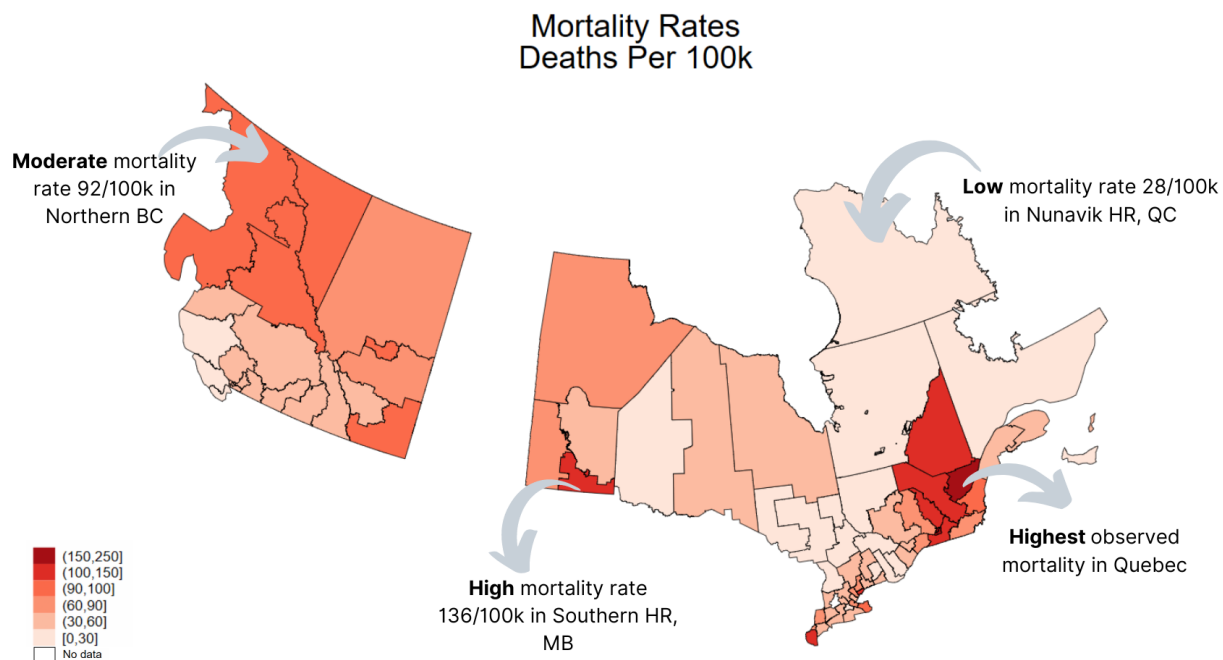 Mortality Rates
Deaths Per 100k
Moderate mortality
rate 92/100k in
Northern BC
Low mortality rate 28/100k
in Nunavik HR, QC
Highest observed
mortality in Quebec
High mortality rate
136/100k in Southern HR,
MB
(150,250]
(100,150]
(90,100]
(60,90]
(30,60]
[0,30]
No data